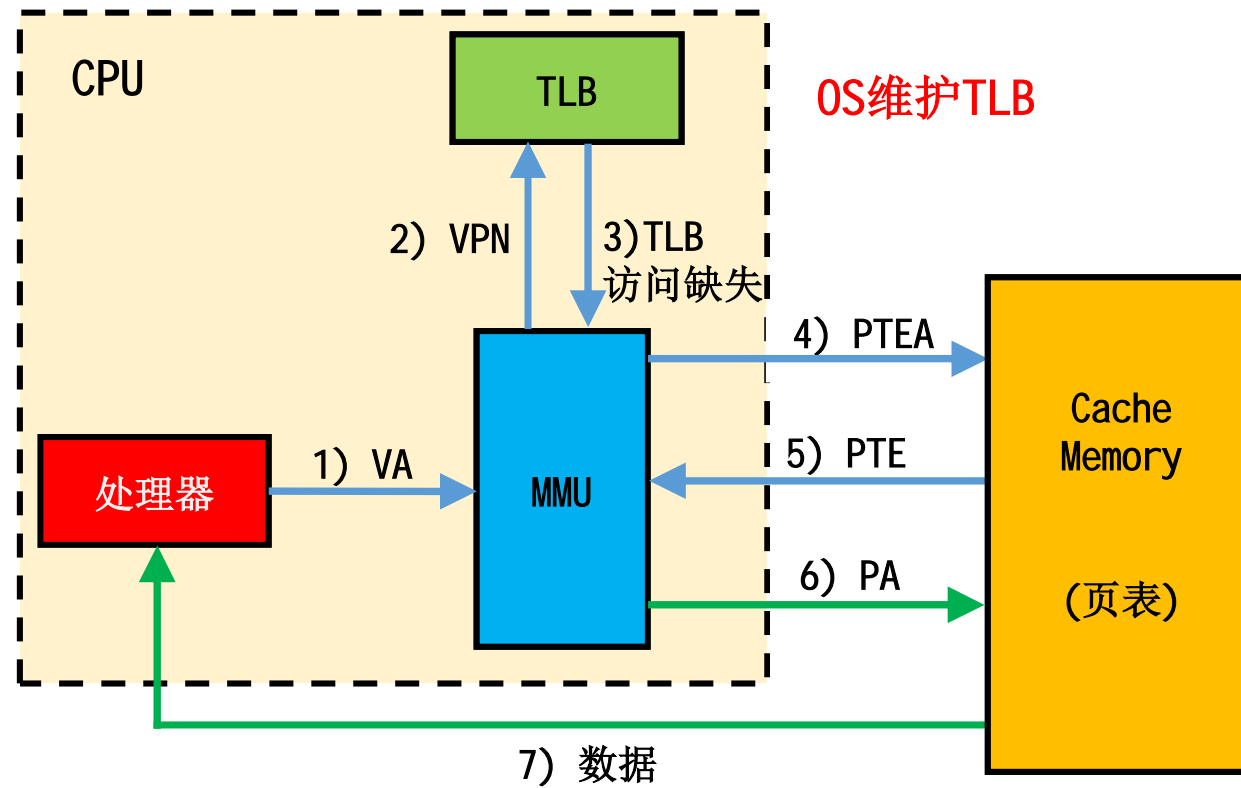 CPU
TLB
OS维护TLB
2) VPN
3)TLB
访问缺失
4) PTEA
Cache
Memory
1) VA
5) PTE
处理器
MMU
6) PA
(页表)
7) 数据